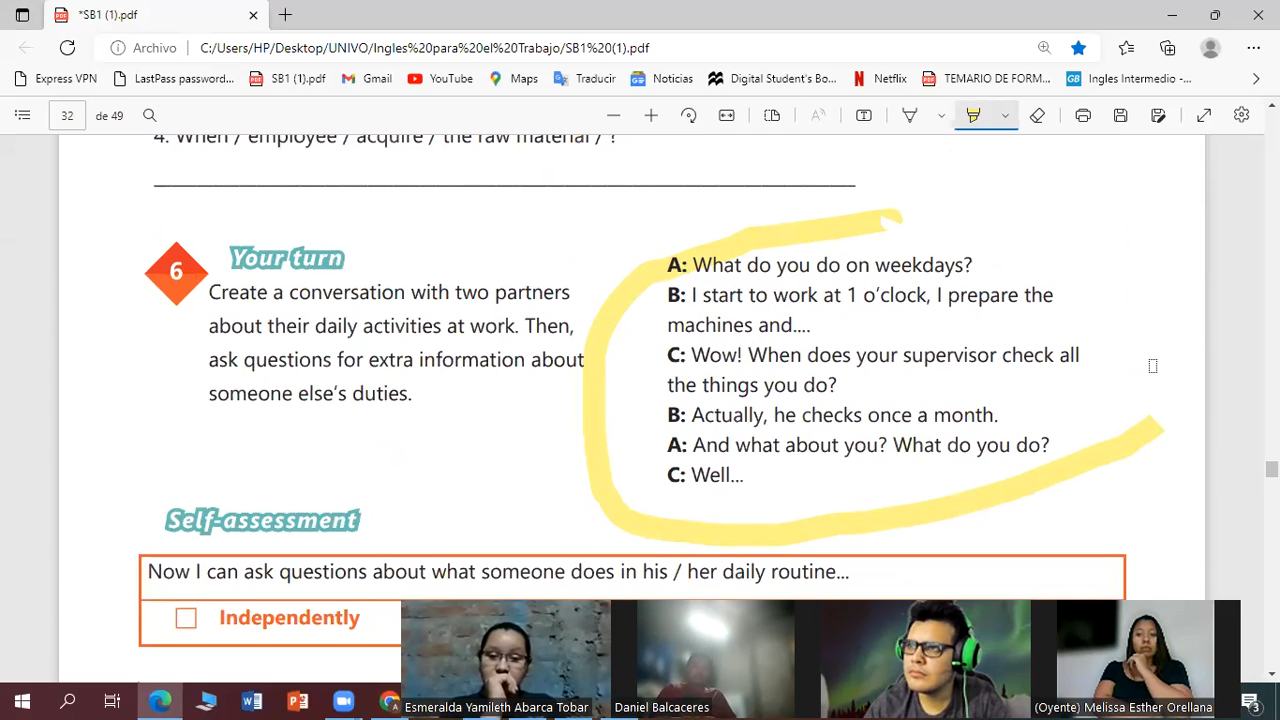 *SB1 (1).pdf
Archivo
C:/Users/HP/Desktop/UNIVO/Ingles%20para%20el%20Trabajo/SB1%20(1).pdf
Express VPN
LastPass password...
SB1 (1).pdf
Gmail
YouTube
Maps
Traducir
Noticias
Digital Student's Bo...
Netflix
TEMARIO DE FORM...
Ingles Intermedio -...
32 de 49
4. When / employee / acquire / the raw material / ?
6
Your turn
Create a conversation with two partners
about their daily activities at work. Then,
ask questions for extra information about
someone else's duties.
A: What do you do on weekdays?
B: I start to work at 1 o'clock, I prepare the
machines and....
C: Wow! When does your supervisor check all
the things you do?
B: Actually, he checks once a month.
A: And what about you? What do you do?
C: Well...
Self-assessment
Now I can ask questions about what someone does in his / her daily routine...
Independently
Esmeralda Yamileth Abarca Tobar
Daniel Balcaceres
(Oyente) Melissa Esther Orellana
3